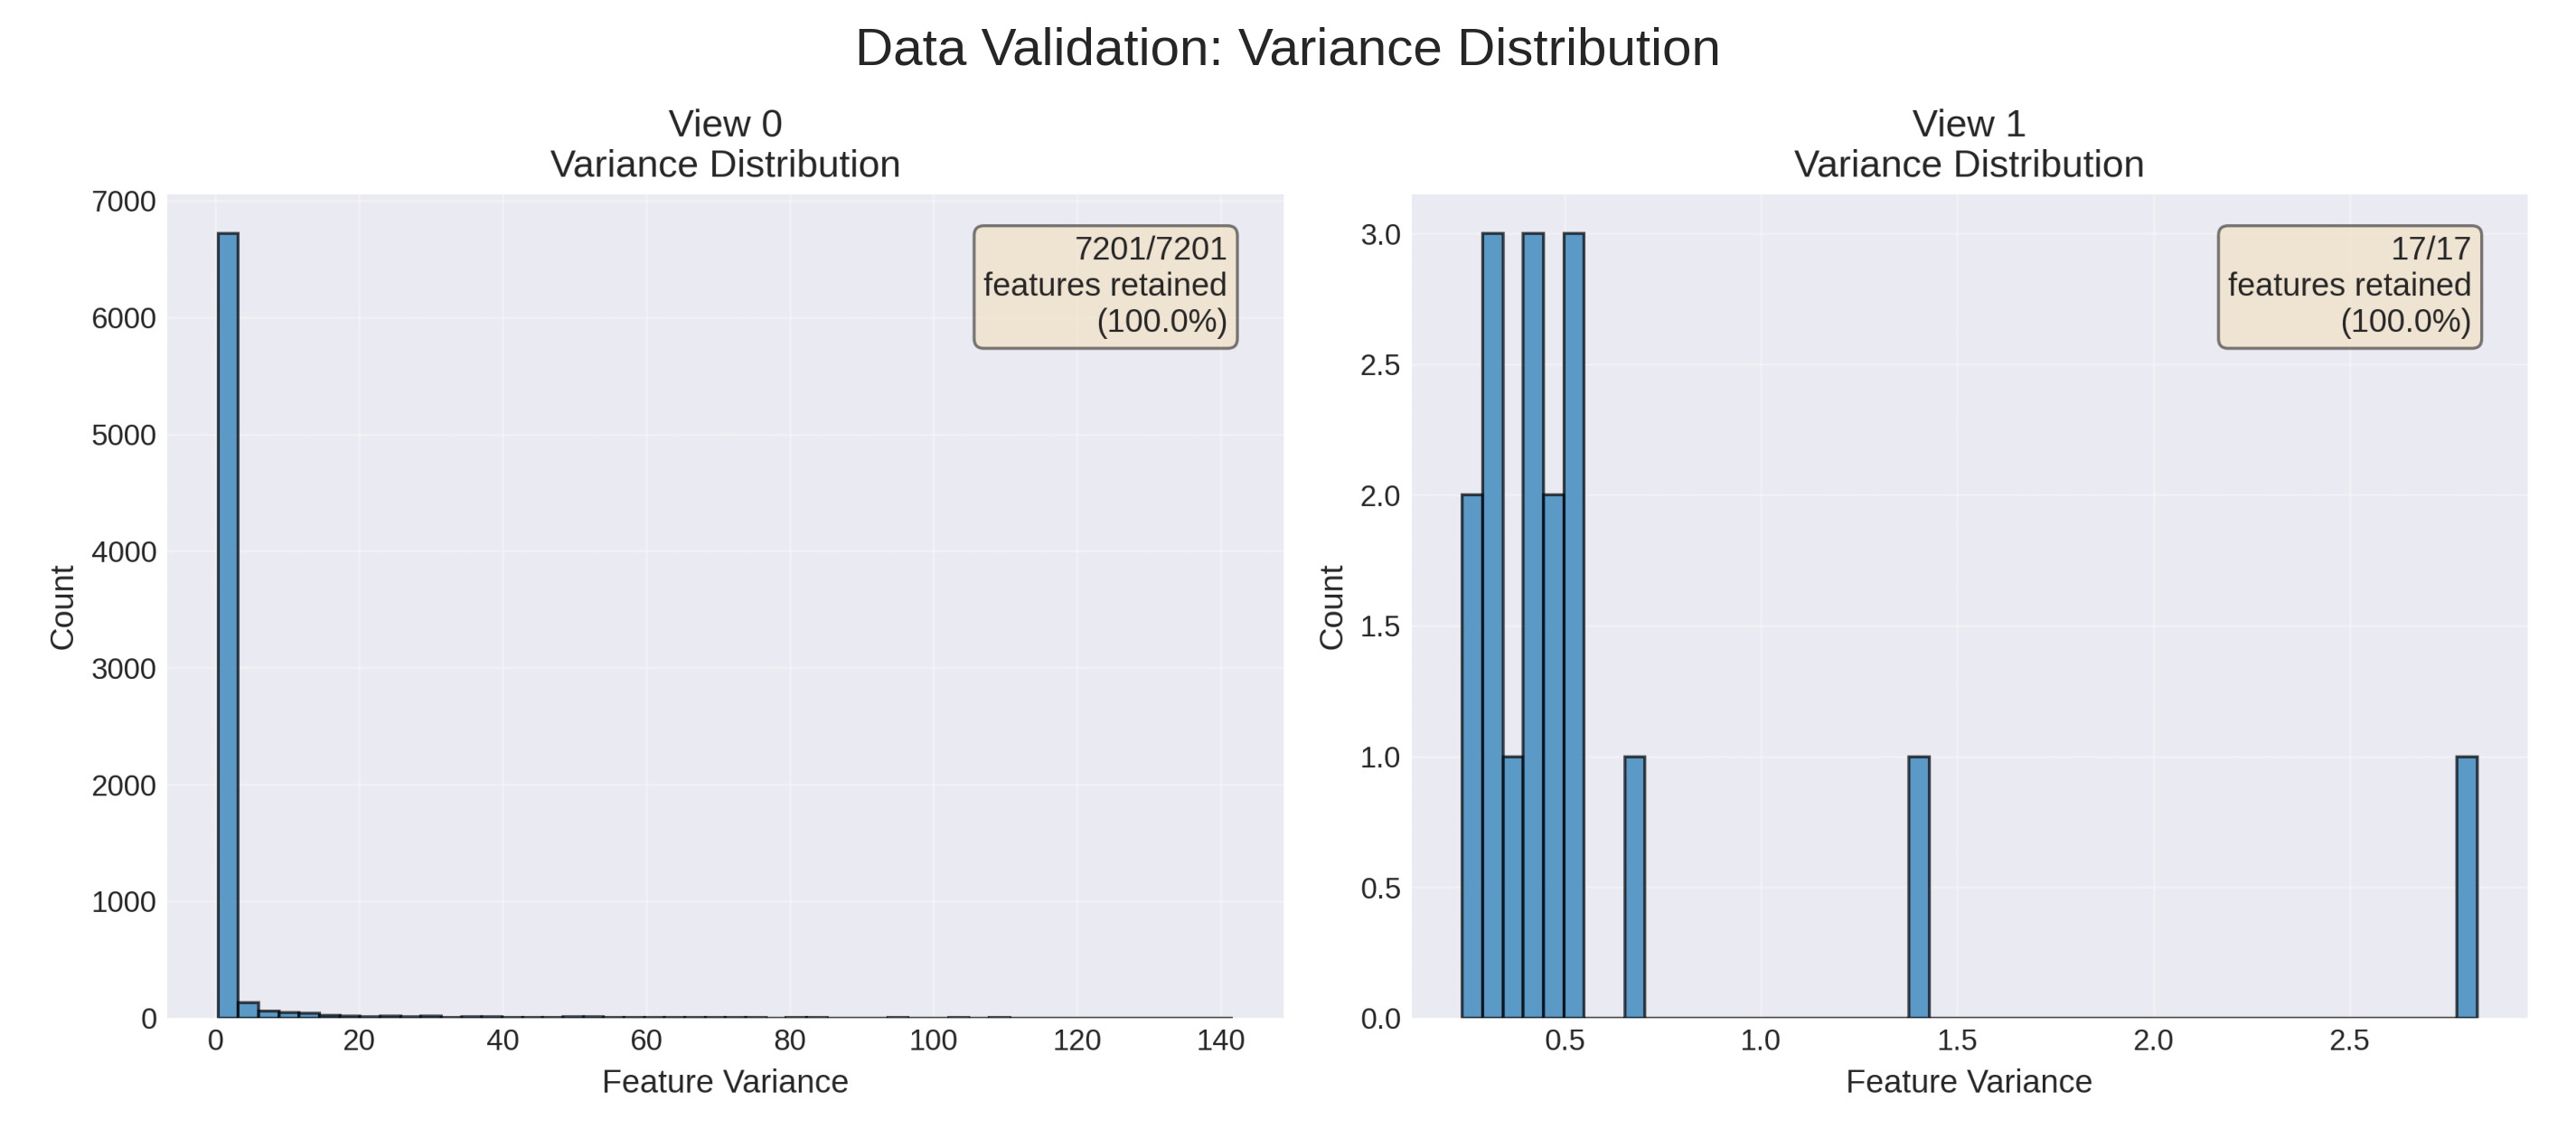 Data Validation: Variance Distribution
View 0
Variance Distribution
7000
6000
5000
4000
3000
2000
1000
0
Count
7201/7201
features retained
(100.0%)
0 20 40 60 80 100 120 140
Feature Variance
View 1
Variance Distribution
3.0
2.5
2.0
1.5
1.0
0.5
0.0
Count
17/17
features retained
(100.0%)
0.5 1.0 1.5 2.0 2.5
Feature Variance